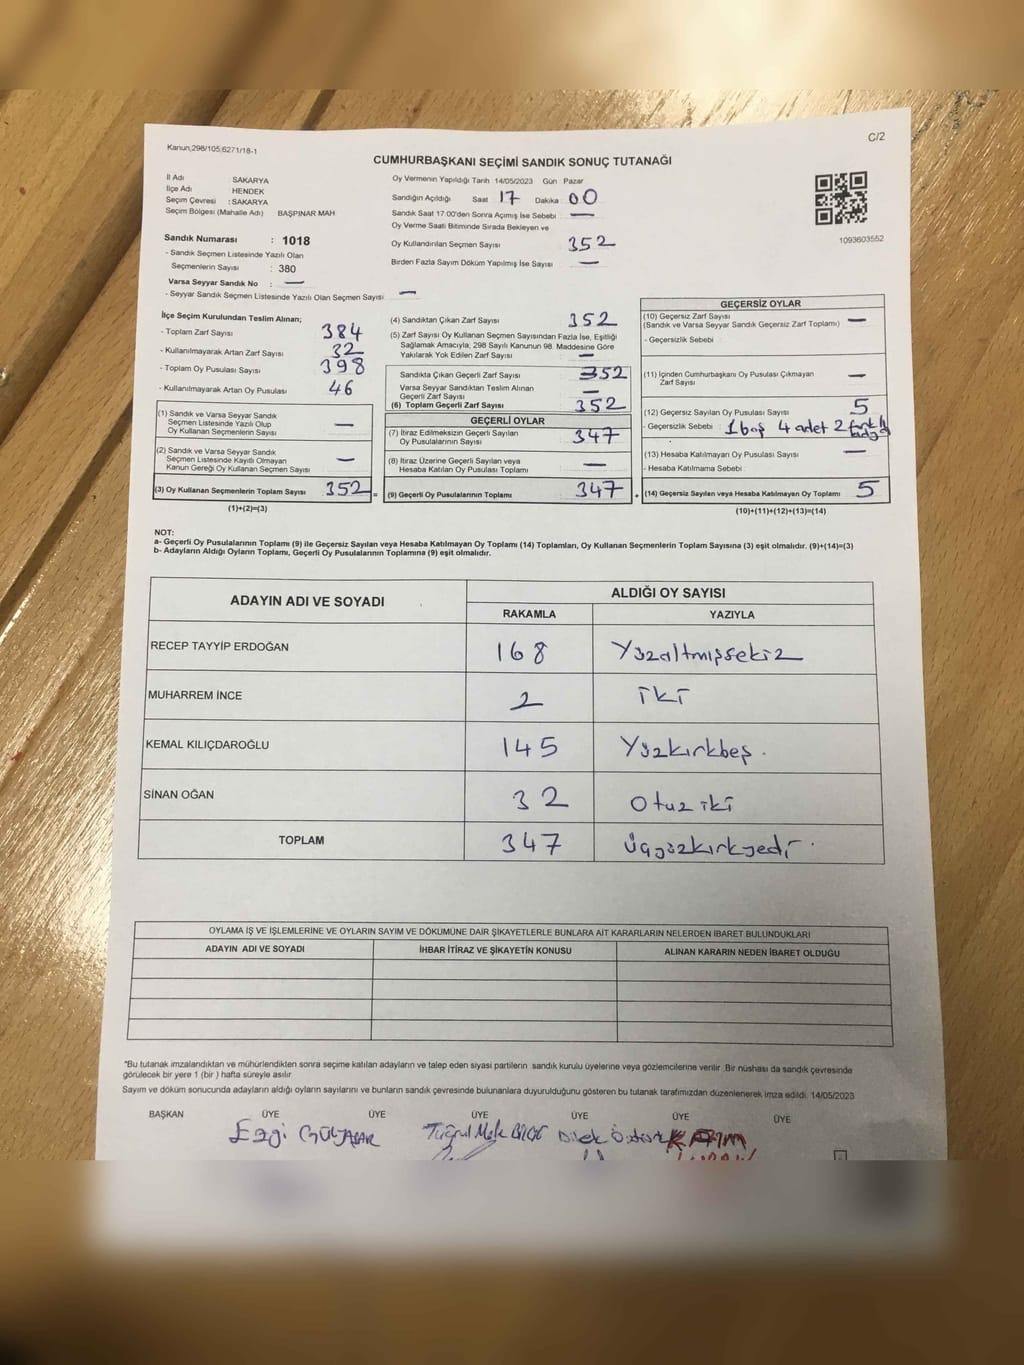 C/2
Kanun,298/105;6271/18-1
CUMHURBAŞKANI SEÇİMİ SANDIK SONUÇ TUTANAĞI
İl Adı SAKARYA
İlçe Adı HENDEK
Seçim Çevresi : SAKARYA
Seçim Bölgesi (Mahalle Adı) BAŞPINAR MAH
Sandık Numarası : 1018
- Sandık Seçmen Listesinde Yazılı Olan
Seçmenlerin Sayısı : 380
Varsa Seyyar Sandık No : —
- Seyyar Sandık Seçmen Listesinde Yazılı Olan Seçmen Sayısı —
Oy Vermenin Yapıldığı Tarih 14/05/2023 Gün Pazar
Sandığın Açıldığı Saat 17 Dakika 00
Sandık Saat 17:00'den Sonra Açımış İse Sebebi —
Oy Verme Saati Bitiminde Sırada Bekleyen ve
Oy Kullandırılan Seçmen Sayısı 352
Birden Fazla Sayım Döküm Yapılmış İse Sayısı —
1093603552
İlçe Seçim Kurulundan Teslim Alınan;
- Toplam Zarf Sayısı 384
- Kullanılmayarak Artan Zarf Sayısı 32
- Toplam Oy Pusulası Sayısı 398
- Kullanılmayarak Artan Oy Pusulası 46
(1) Sandık ve Varsa Seyyar Sandık
Seçmen Listesinde Yazılı Olup
Oy Kullanan Seçmenlerin Sayısı —
(2) Sandık ve Varsa Seyyar Sandık
Seçmen Listesinde Kayıtlı Olmayan
Kanun Gereği Oy Kullanan Seçmen Sayısı —
(3) Oy Kullanan Seçmenlerin Toplam Sayısı 352
(1)+(2)=(3)
(4) Sandıktan Çıkan Zarf Sayısı 352
(5) Zarf Sayısı Oy Kullanan Seçmen Sayısından Fazla İse, Eşitliği
Sağlamak Amacıyla; 298 Sayılı Kanunun 98. Maddesine Göre
Yakılarak Yok Edilen Zarf Sayısı —
Sandıkta Çıkan Geçerli Zarf Sayısı 352
Varsa Seyyar Sandıktan Teslim Alınan
Geçerli Zarf Sayısı —
(6) Toplam Geçerli Zarf Sayısı 352
GEÇERLİ OYLAR
(7) İtiraz Edilmeksizin Geçerli Sayılan
Oy Pusulalarının Sayısı 347
(8) İtiraz Üzerine Geçerli Sayılan veya
Hesaba Katılan Oy Pusulası Toplamı —
= (9) Geçerli Oy Pusulalarının Toplamı 347
GEÇERSİZ OYLAR
(10) Geçersiz Zarf Sayısı —
(Sandık ve Varsa Seyyar Sandık Geçersiz Zarf Toplamı)
- Geçersizlik Sebebi
(11) İçinden Cumhurbaşkanı Oy Pusulası Çıkmayan
Zarf Sayısı —
(12) Geçersiz Sayılan Oy Pusulası Sayısı 5
- Geçersizlik Sebebi 1 boş 4 adet 2 farklı
(13) Hesaba Katılmayan Oy Pusulası Sayısı —
- Hesaba Katılmama Sebebi
+ (14) Geçersiz Sayılan veya Hesaba Katılmayan Oy Toplamı 5
(10)+(11)+(12)+(13)=(14)
NOT:
a- Geçerli Oy Pusulalarının Toplamı (9) ile Geçersiz Sayılan veya Hesaba Katılmayan Oy Toplamı (14) Toplamları, Oy Kullanan Seçmenlerin Toplam Sayısına (3) eşit olmalıdır. (9)+(14)=(3)
b- Adayların Aldığı Oyların Toplamı, Geçerli Oy Pusulalarının Toplamına (9) eşit olmalıdır.
ADAYIN ADI VE SOYADI ALDIĞI OY SAYISI
RAKAMLA YAZIYLA
RECEP TAYYİP ERDOĞAN 168 Yüzaltmışsekiz
MUHARREM İNCE 2 iki
KEMAL KILIÇDAROĞLU 145 Yüzkırkbeş.
SİNAN OĞAN 32 otuz iki
TOPLAM 347 üçyüzkırkyedi.
OYLAMA İŞ VE İŞLEMLERİNE VE OYLARIN SAYIM VE DÖKÜMÜNE DAİR ŞİKAYETLERLE BUNLARA AİT KARARLARIN NELERDEN İBARET BULUNDUKLARI
ADAYIN ADI VE SOYADI İHBAR İTİRAZ VE ŞİKAYETİN KONUSU ALINAN KARARIN NEDEN İBARET OLDUĞU
*Bu tutanak imzalandıktan ve mühürlendikten sonra seçime katılan adayların ve talep eden siyasi partilerin sandık kurulu üyelerine veya gözlemcilerine verilir. Bir nüshası da sandık çevresinde
görülecek bir yere 1 (bir ) hafta süreyle asılır.
Sayım ve döküm sonucunda adayların aldığı oyların sayılarını ve bunların sandık çevresinde bulunanlara duyurulduğunu gösteren bu tutanak tarafımızdan düzenlenerek imza edildi. 14/05/2023
BAŞKAN ÜYE ÜYE ÜYE ÜYE ÜYE ÜYE
Ezgi Tuğrul Dilek